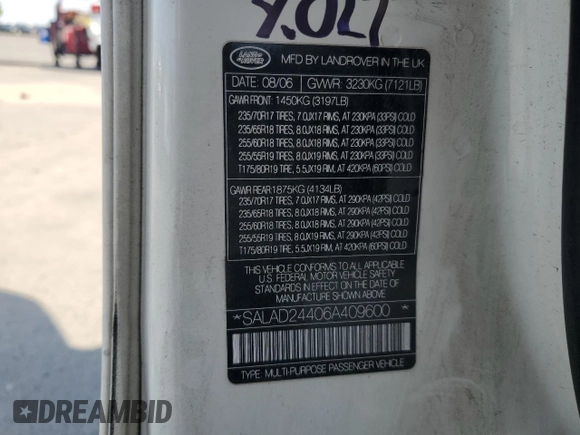 4.0L7
LAND ROVER
MFD BY LANDROVER IN THE UK
DATE: 08/06 GVWR: 3230KG (7121LB)
GAWR FRONT: 1450KG (3197LB)
235/70R17 TIRES, 7.0JX17 RIMS, AT 230KPA (33PSI) COLD
235/65R18 TIRES, 8.0JX18 RIMS, AT 230KPA (33PSI) COLD
255/60R18 TIRES, 8.0JX18 RIMS, AT 230KPA (33PSI) COLD
255/55R19 TIRES, 8.0JX19 RIMS, AT 230KPA (33PSI) COLD
T175/80R19 TIRE, 5.5JX19 RIM, AT 420KPA (60PSI) COLD
GAWR REAR: 1875KG (4134LB)
235/70R17 TIRES, 7.0JX17 RIMS, AT 290KPA (42PSI) COLD
235/65R18 TIRES, 8.0JX18 RIMS, AT 290KPA (42PSI) COLD
255/60R18 TIRES, 8.0JX18 RIMS, AT 290KPA (42PSI) COLD
255/55R19 TIRES, 8.0JX19 RIMS, AT 290KPA (42PSI) COLD
T175/80R19 TIRE, 5.5JX19 RIM, AT 420KPA (60PSI) COLD
THIS VEHICLE CONFORMS TO ALL APPLICABLE
U.S. FEDERAL MOTOR VEHICLE SAFETY
STANDARDS IN EFFECT ON THE DATE OF
MANUFACTURE SHOWN ABOVE
*SALAD24406A409600*
TYPE: MULTI-PURPOSE PASSENGER VEHICLE
DREAMBID